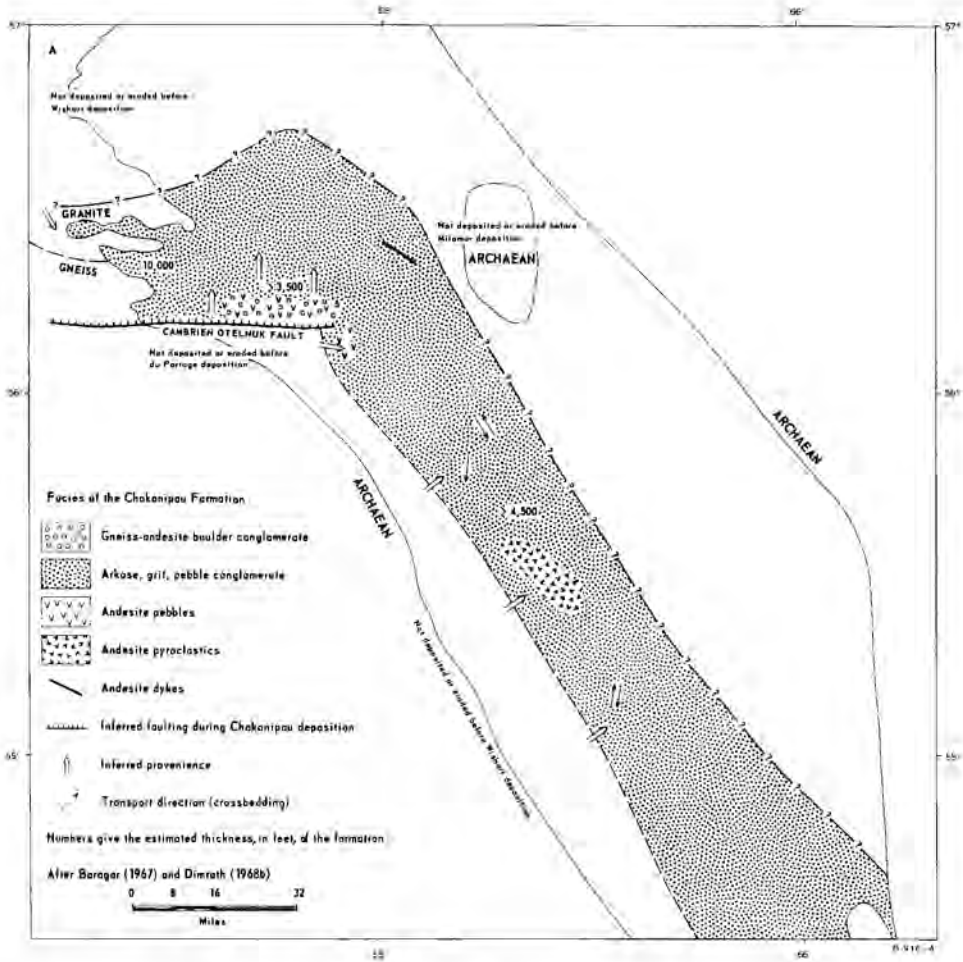 57°
66°
57°
A
Not deposited or eroded before
Wishart deposition
GRANITE
GNEISS
10,000
3,500
CAMBRIEN OTELNUK FAULT
Not deposited or eroded before
du Portage deposition
Not deposited or eroded before
Milamar deposition
ARCHAEAN
56°
56°
ARCHAEAN
ARCHAEAN
4,500
Not deposited or eroded before Wishart deposition
Facies of the Chakonipau Formation
Gneiss-andesite boulder conglomerate
Arkose, grit, pebble conglomerate
Andesite pebbles
Andesite pyroclastics
Andesite dykes
Inferred faulting during Chakonipau deposition
Inferred provenience
Transport direction (crossbedding)
Numbers give the estimated thickness, in feet, of the formation
After Baragar (1967) and Dimroth (1968b)
0 8 16 32
Miles
55°
55°
66
B-916-4